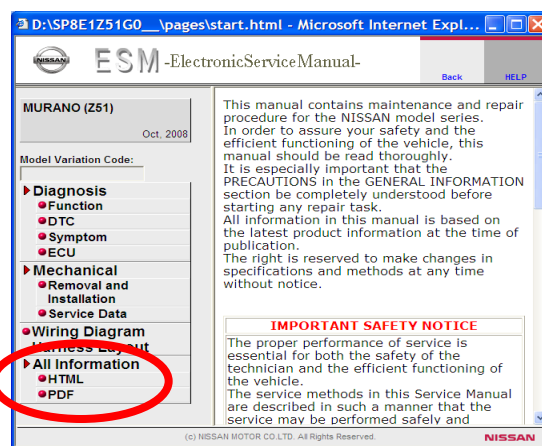 D:\SP8E1Z51G0__\pages\start.html - Microsoft Internet Expl...
NISSAN
ESM -ElectronicServiceManual-
Back HELP
MURANO (Z51)
Oct, 2008
Model Variation Code:
Diagnosis
Function
DTC
Symptom
ECU
Mechanical
Removal and
Installation
Service Data
Wiring Diagram
Harness Layout
All Information
HTML
PDF
This manual contains maintenance and repair
procedure for the NISSAN model series.
In order to assure your safety and the
efficient functioning of the vehicle, this
manual should be read thoroughly.
It is especially important that the
PRECAUTIONS in the GENERAL INFORMATION
section be completely understood before
starting any repair task.
All information in this manual is based on
the latest product information at the time of
publication.
The right is reserved to make changes in
specifications and methods at any time
without notice.
IMPORTANT SAFETY NOTICE
The proper performance of service is
essential for both the safety of the
technician and the efficient functioning of
the vehicle.
The service methods in this Service Manual
are described in such a manner that the
service may be performed safely and
(c) NISSAN MOTOR CO.LTD. All Rights Reserved.
NISSAN